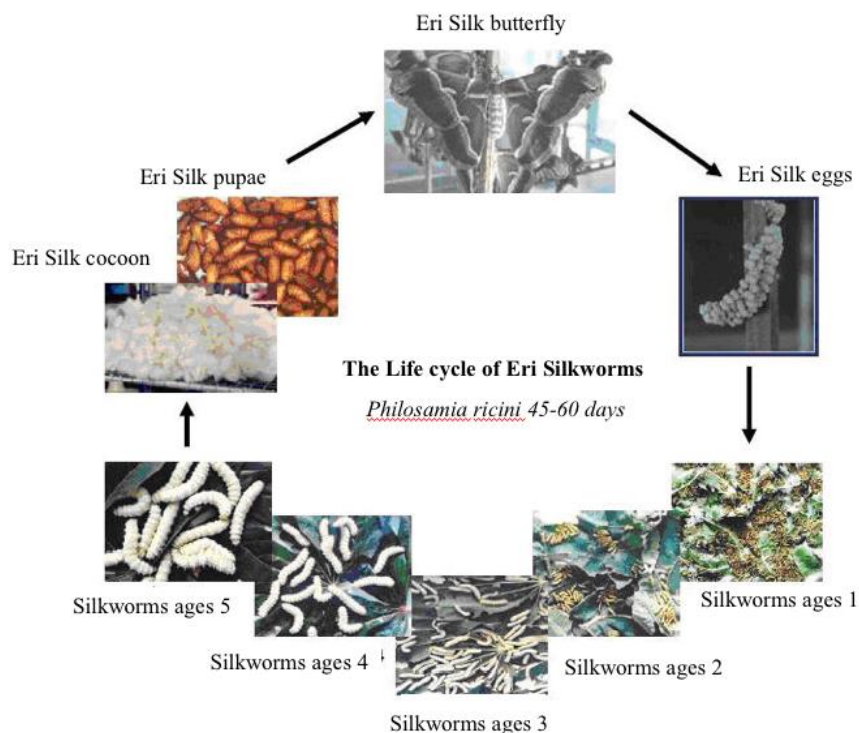 Eri Silk butterfly
Eri Silk eggs
Eri Silk pupae
Eri Silk cocoon
The Life cycle of Eri Silkworms
Philosamia ricini 45-60 days
Silkworms ages 1
Silkworms ages 2
Silkworms ages 3
Silkworms ages 4
Silkworms ages 5